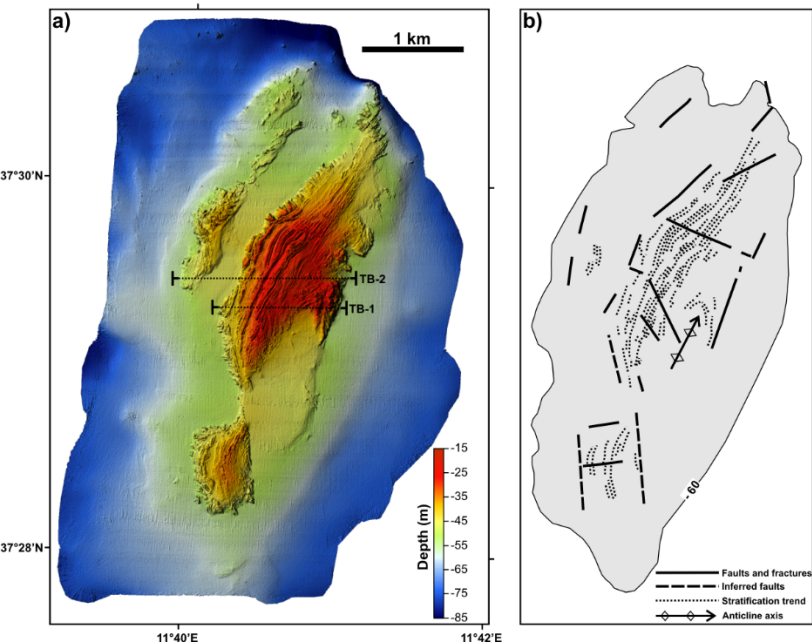 a)
1 km
37°30'N
TB-2
TB-1
37°28'N
Depth (m)
-15
-25
-35
-45
-55
-65
-75
-85
11°40'E
11°42'E
b)
- 60
Faults and fractures
Inferred faults
Stratification trend
Anticline axis